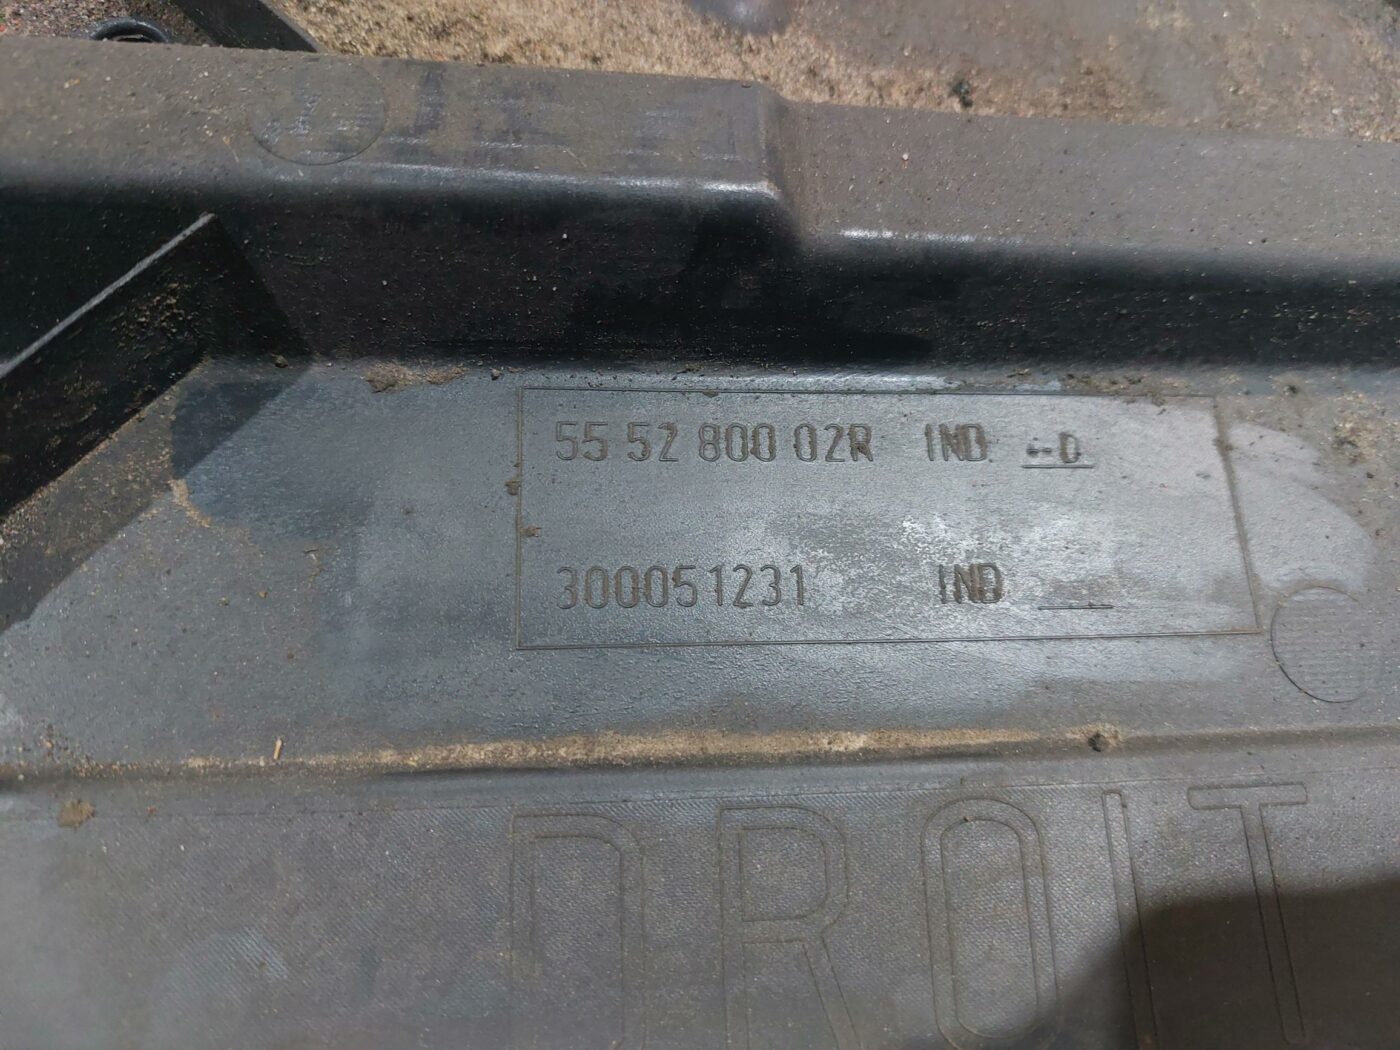 55 52 800 02R IND --D
300051231 IND
DROIT